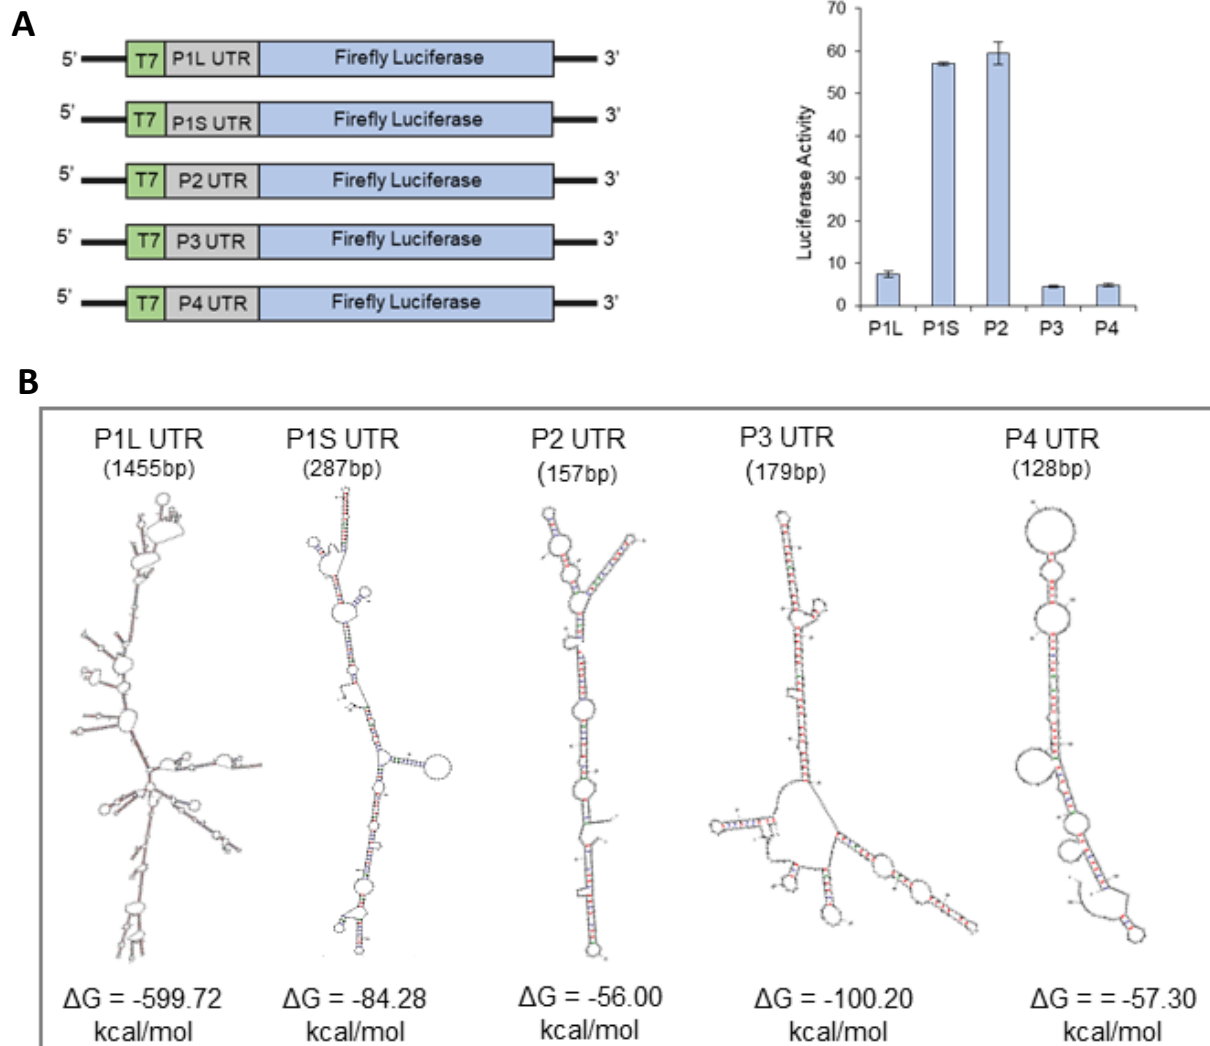 A
5' T7 P1L UTR Firefly Luciferase 3'
5' T7 P1S UTR Firefly Luciferase 3'
5' T7 P2 UTR Firefly Luciferase 3'
5' T7 P3 UTR Firefly Luciferase 3'
5' T7 P4 UTR Firefly Luciferase 3'
Luciferase Activity
70
60
50
40
30
20
10
0
P1L P1S P2 P3 P4
B
P1L UTR P1S UTR P2 UTR P3 UTR P4 UTR
(1455bp) (287bp) (157bp) (179bp) (128bp)
ΔG = -599.72 ΔG = -84.28 ΔG = -56.00 ΔG = -100.20 ΔG = = -57.30
kcal/mol kcal/mol kcal/mol kcal/mol kcal/mol